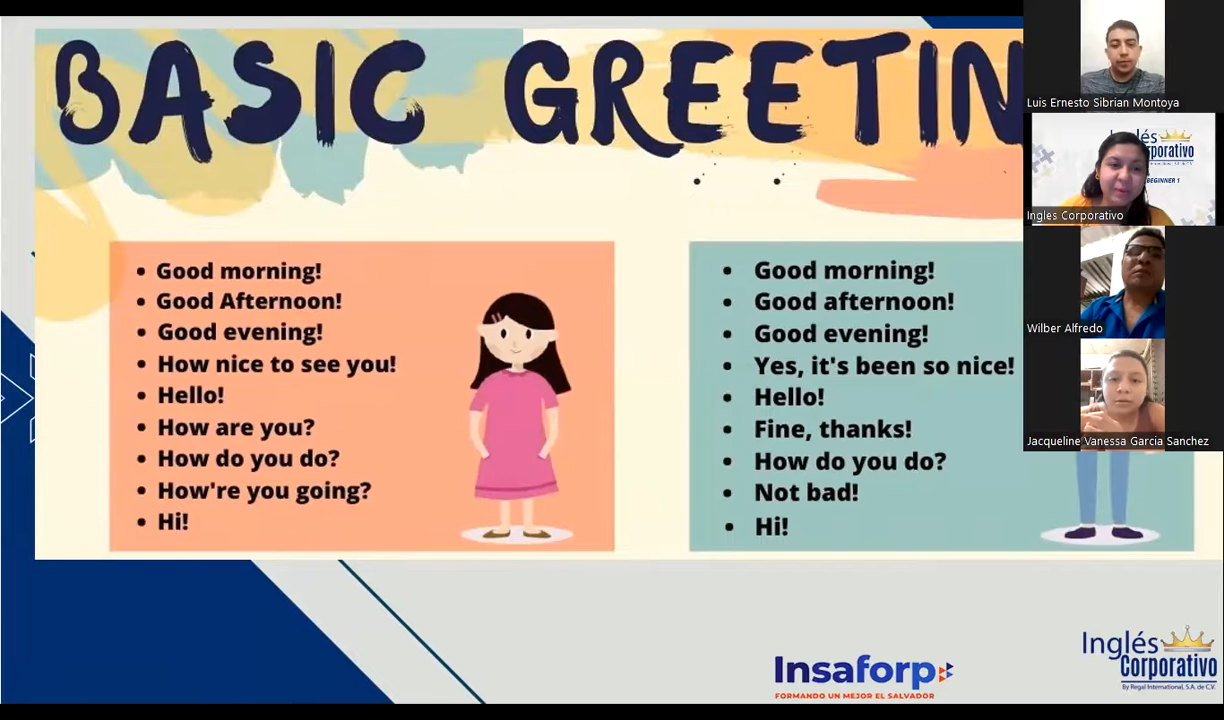 BASIC GREETIN
• Good morning!
• Good Afternoon!
• Good evening!
• How nice to see you!
• Hello!
• How are you?
• How do you do?
• How're you going?
• Hi!
• Good morning!
• Good afternoon!
• Good evening!
• Yes, it's been so nice!
• Hello!
• Fine, thanks!
• How do you do?
• Not bad!
• Hi!
Luis Ernesto Sibrian Montoya
BEGINNER 1
Ingles Corporativo
Wilber Alfredo
Jacqueline Vanessa Garcia Sanchez
Insaforp
FORMANDO UN MEJOR EL SALVADOR
Inglés
Corporativo
By Regal International, S.A. de C.V.